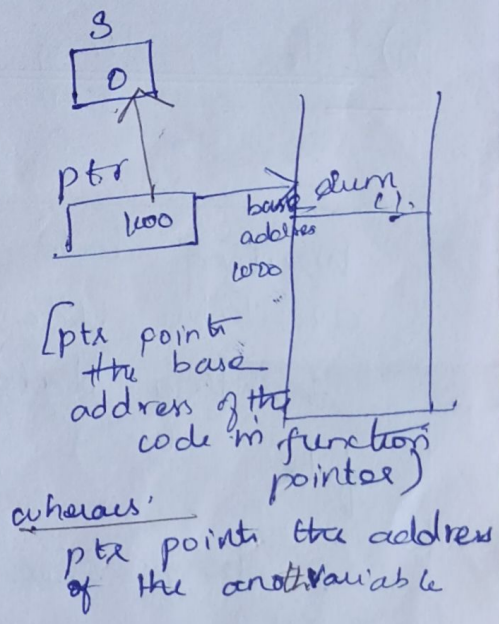 S
0
ptr
1000
base
address
1000
sum
().
[ptr points
the base
address of the
code in function
pointer)
whereas
ptr points the address
of the anoth variable